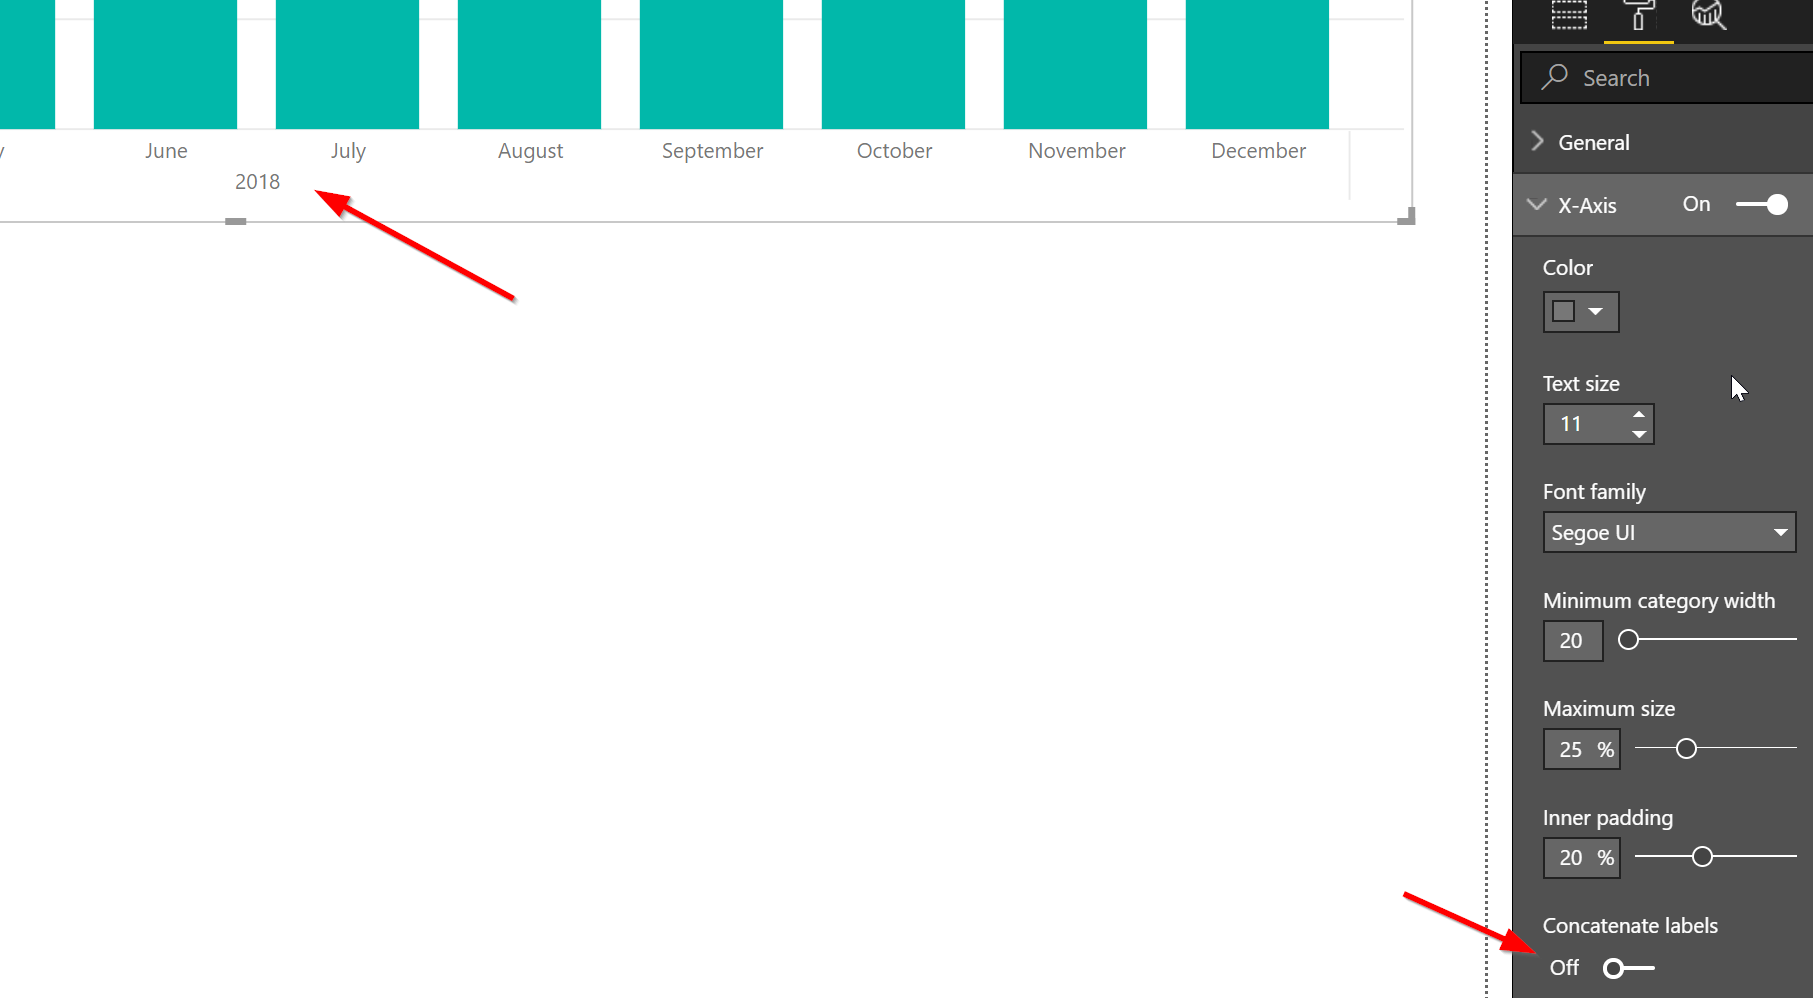 June July August September October November December
2018
Search
General
X-Axis On
Color
Text size
11
Font family
Segoe UI
Minimum category width
20
Maximum size
25 %
Inner padding
20 %
Concatenate labels
Off